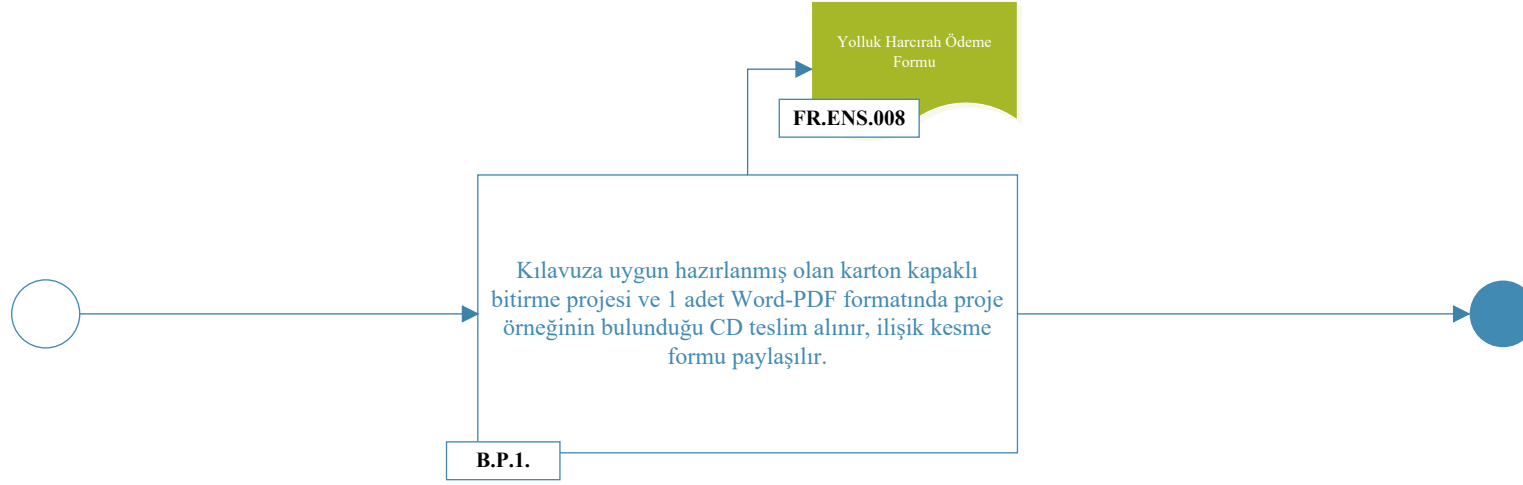 Yolluk Harcırah Ödeme
Formu
FR.ENS.008
Kılavuza uygun hazırlanmış olan karton kapaklı
bitirme projesi ve 1 adet Word-PDF formatında proje
örneğinin bulunduğu CD teslim alınır, ilişik kesme
formu paylaşılır.
B.P.1.